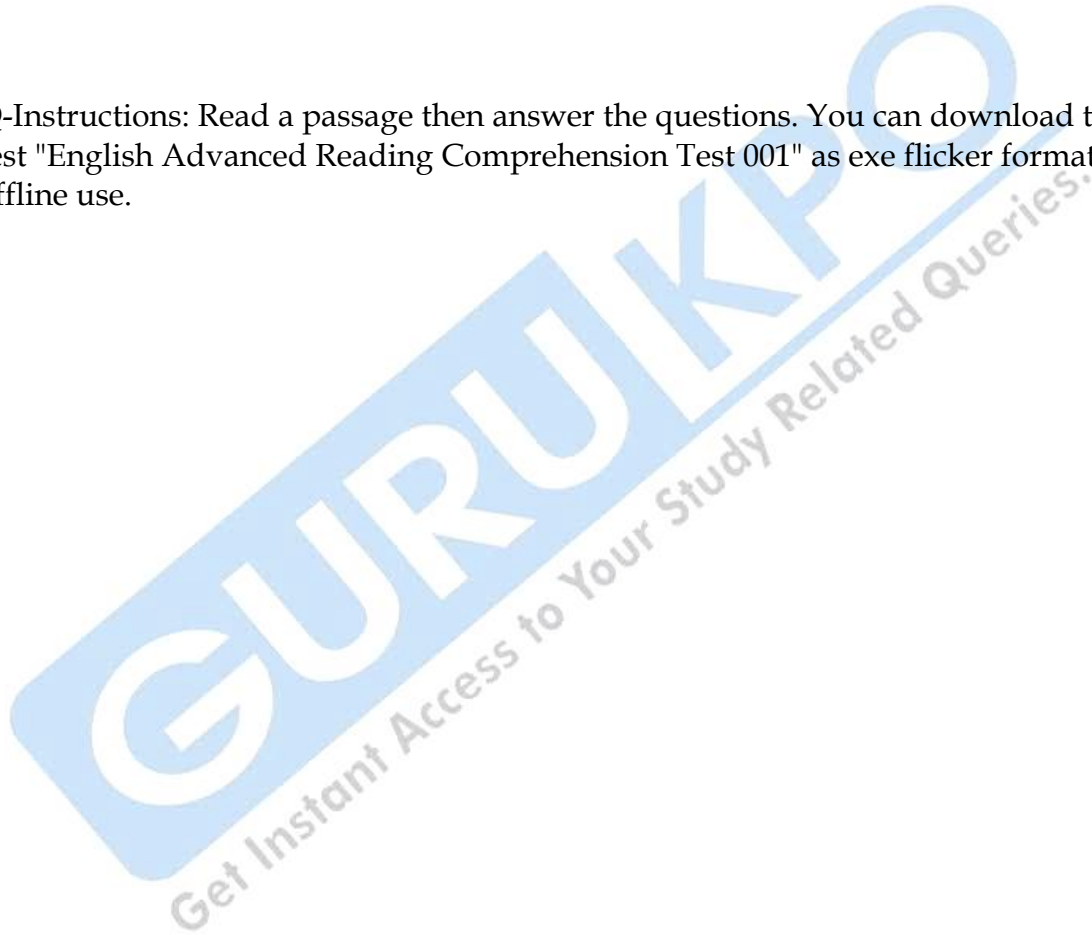 -Instructions: Read a passage then answer the questions. You can download t
est "English Advanced Reading Comprehension Test 001" as exe flicker format
ffline use.
GURUKPO
Get Instant Access to Your Study Related Queries.